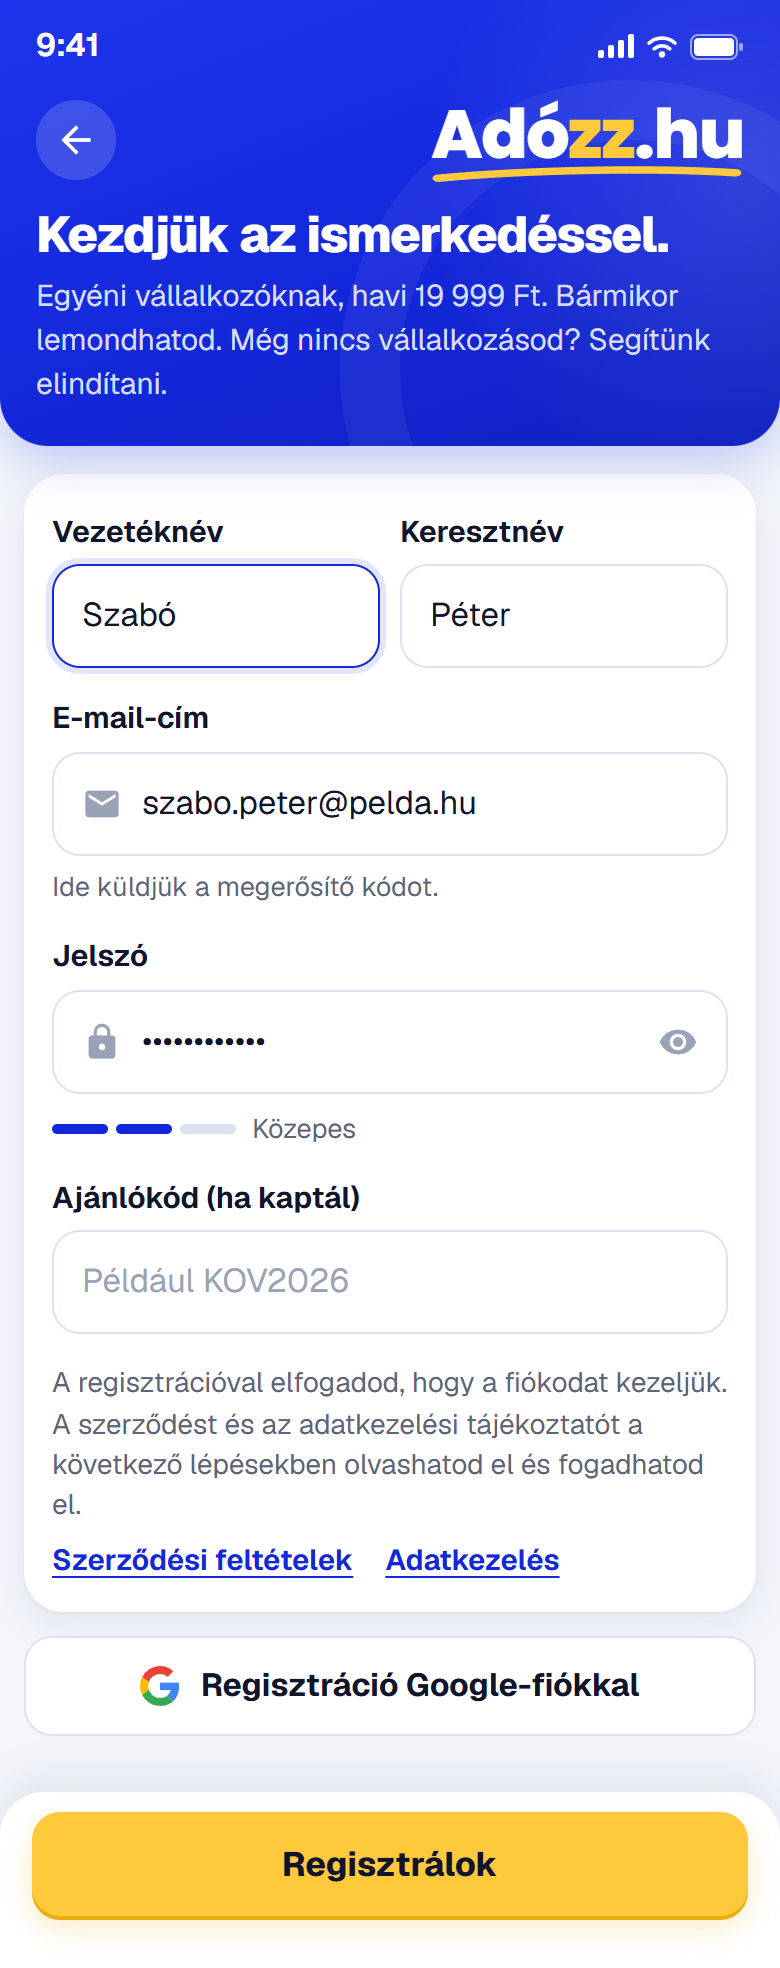 9:41
Adózz.hu
Kezdjük az ismerkedéssel.
Egyéni vállalkozóknak, havi 19 999 Ft. Bármikor
lemondhatod. Még nincs vállalkozásod? Segítünk
elindítani.
Vezetéknév
Keresztnév
Szabó
Péter
E-mail-cím
szabo.peter@pelda.hu
Ide küldjük a megerősítő kódot.
Jelszó
••••••••••••
Közepes
Ajánlókód (ha kaptál)
Például KOV2026
A regisztrációval elfogadod, hogy a fiókodat kezeljük.
A szerződést és az adatkezelési tájékoztatót a
következő lépésekben olvashatod el és fogadhatod
el.
Szerződési feltételek
Adatkezelés
Regisztráció Google-fiókkal
Regisztrálok